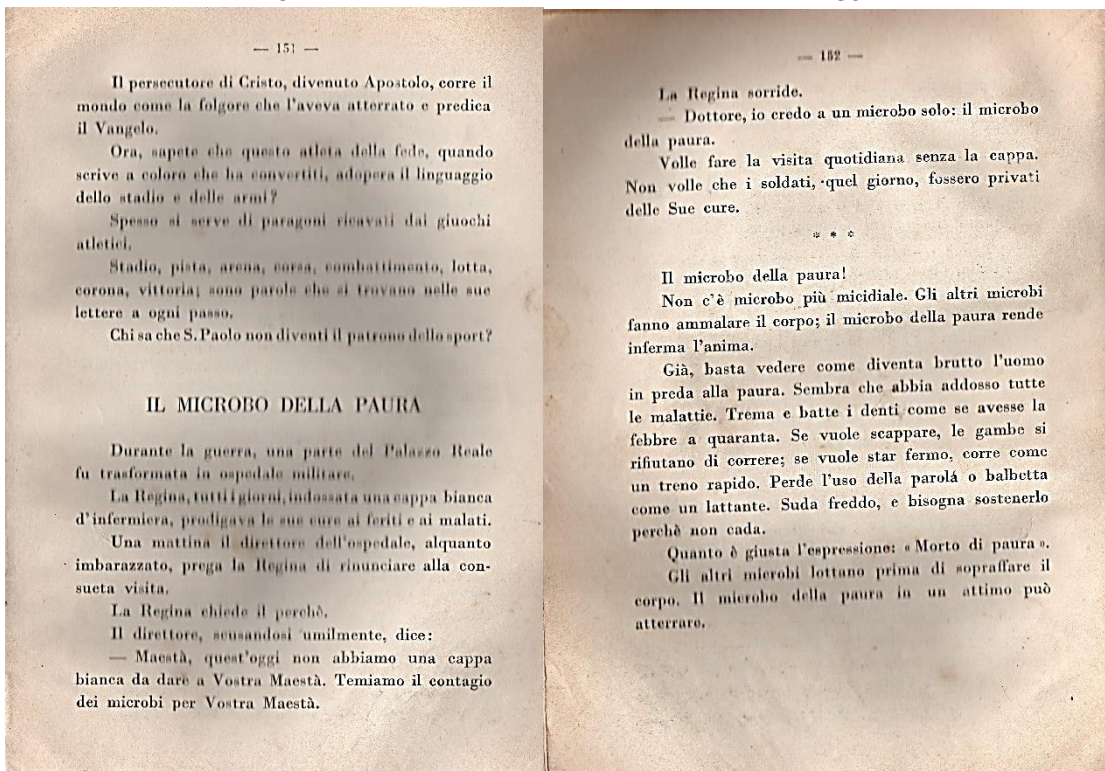 — 151 —
Il persecutore di Cristo, divenuto Apostolo, corre il
mondo come la folgore che l'aveva atterrato e predica
il Vangelo.
Ora, sapete che questo atleta della fede, quando
scrive a coloro che ha convertiti, adopera il linguaggio
dello stadio e delle armi?
Spesso si serve di paragoni ricavati dai giuochi
atletici.
Stadio, pista, arena, corsa, combattimento, lotta,
corona, vittoria; sono parole che si trovano nelle sue
lettere a ogni passo.
Chi sa che S. Paolo non diventi il patrono dello sport?
IL MICROBO DELLA PAURA
Durante la guerra, una parte del Palazzo Reale
fu trasformata in ospedale militare.
La Regina, tutti i giorni, indossata una cappa bianca
d'infermiera, prodigava le sue cure ai feriti e ai malati.
Una mattina il direttore dell'ospedale, alquanto
imbarazzato, prega la Regina di rinunciare alla con-
sueta visita.
La Regina chiede il perchè.
Il direttore, scusandosi umilmente, dice:
— Maestà, quest'oggi non abbiamo una cappa
bianca da dare a Vostra Maestà. Temiamo il contagio
dei microbi per Vostra Maestà.
— 152 —
La Regina sorride.
— Dottore, io credo a un microbo solo: il microbo
della paura.
Volle fare la visita quotidiana senza la cappa.
Non volle che i soldati, quel giorno, fossero privati
delle Sue cure.
* * *
Il microbo della paura!
Non c'è microbo più micidiale. Gli altri microbi
fanno ammalare il corpo; il microbo della paura rende
inferma l'anima.
Già, basta vedere come diventa brutto l'uomo
in preda alla paura. Sembra che abbia addosso tutte
le malattie. Trema e batte i denti come se avesse la
febbre a quaranta. Se vuole scappare, le gambe si
rifiutano di correre; se vuole star fermo, corre come
un treno rapido. Perde l'uso della parolá o balbetta
come un lattante. Suda freddo, e bisogna sostenerlo
perchè non cada.
Quanto è giusta l'espressione: « Morto di paura ».
Gli altri microbi lottano prima di sopraffare il
corpo. Il microbo della paura in un attimo può
atterrare.